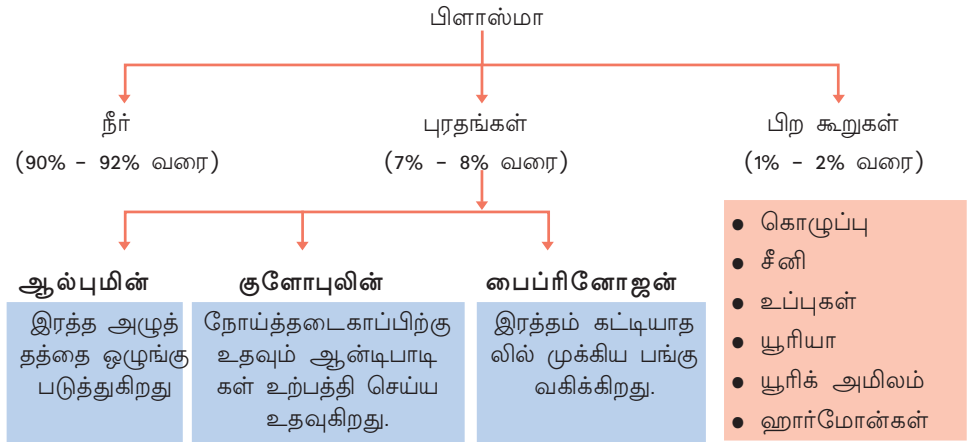 பிளாஸ்மா
நீர்
(90% - 92% வரை)
புரதங்கள்
(7% - 8% வரை)
பிற கூறுகள்
(1% - 2% வரை)
ஆல்புமின்
இரத்த அழுத்
தத்தை ஒழுங்கு
படுத்துகிறது
குளோபுலின்
நோய்த்தடைகாப்பிற்கு
உதவும் ஆன்டிபாடி
கள் உற்பத்தி செய்ய
உதவுகிறது.
பைப்ரினோஜன்
இரத்தம் கட்டியாத
லில் முக்கிய பங்கு
வகிக்கிறது.
● கொழுப்பு
● சீனி
● உப்புகள்
● யூரியா
● யூரிக் அமிலம்
● ஹார்மோன்கள்